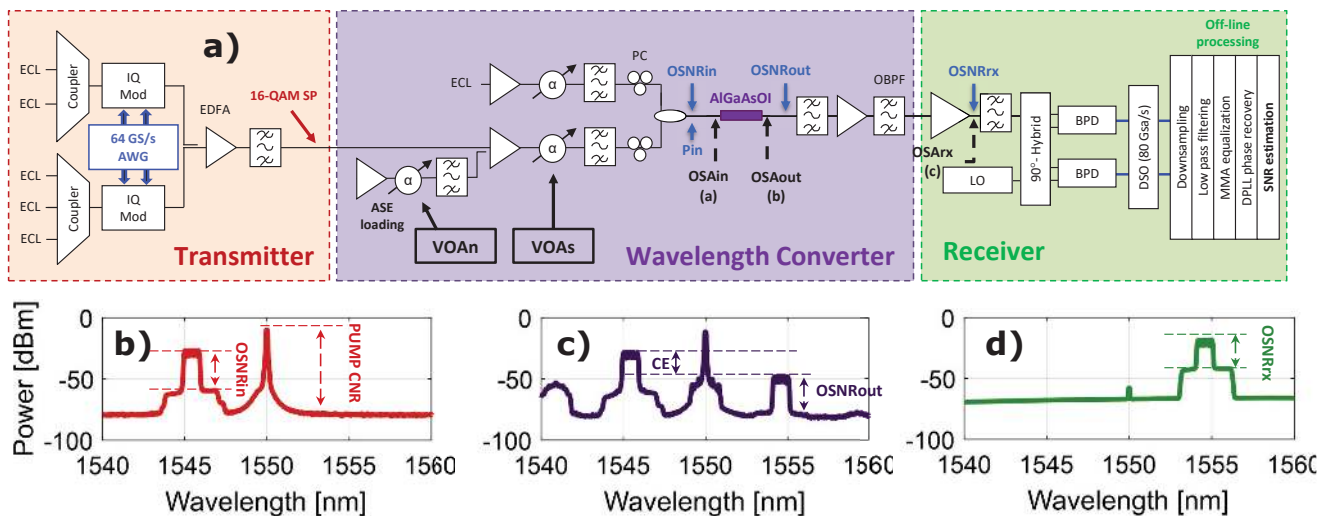 a)
ECL
ECL
Coupler
IQ
Mod
64 GS/s
AWG
ECL
ECL
Coupler
IQ
Mod
EDFA
16-QAM SP
Transmitter
ECL
α
PC
ASE
loading
α
α
VOAn
VOAs
OSNRin
Pin
AlGaAsOI
OSNRout
OBPF
OSAin
(a)
OSAout
(b)
Wavelength Converter
OSNRrx
OSArx
(c)
LO
90°- Hybrid
BPD
BPD
DSO (80 Gsa/s)
Off-line
processing
Downsampling
Low pass filtering
MMA equalization
DPLL phase recovery
SNR estimation
Receiver
b)
Power [dBm]
0
-50
-100
OSNRin
PUMP CNR
1540
1545
1550
1555
1560
Wavelength [nm]
c)
0
-50
-100
CE
OSNRout
1540
1545
1550
1555
1560
Wavelength [nm]
d)
0
-50
-100
OSNRrx
1540
1545
1550
1555
1560
Wavelength [nm]